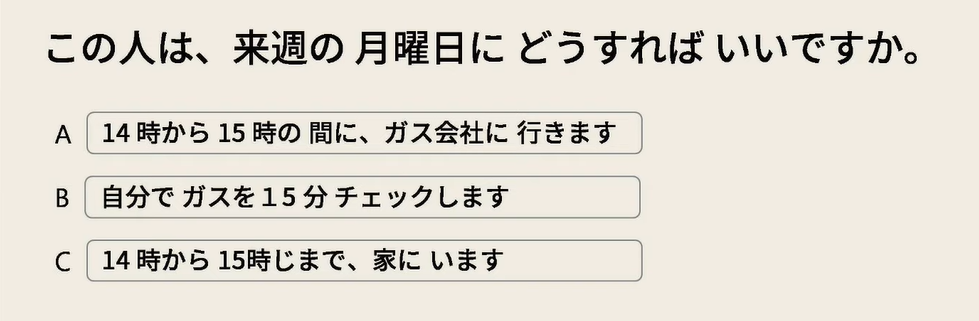 この人は、来週の 月曜日に どうすれば いいですか。
A 14 時から 15 時の 間に、ガス会社に 行きます
B 自分で ガスを１５ 分 チェックします
C 14 時から 15時じまで、家に います